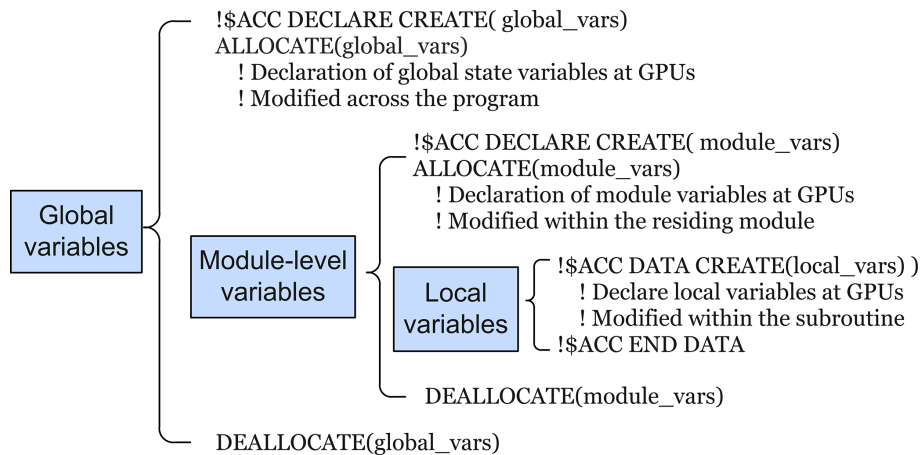 !$ACC DECLARE CREATE( global_vars)
ALLOCATE(global_vars)
! Declaration of global state variables at GPUs
! Modified across the program
!$ACC DECLARE CREATE( module_vars)
ALLOCATE(module_vars)
! Declaration of module variables at GPUs
! Modified within the residing module
Global
variables
Module-level
variables
Local
variables
!$ACC DATA CREATE(local_vars) )
! Declare local variables at GPUs
! Modified within the subroutine
!$ACC END DATA
DEALLOCATE(module_vars)
DEALLOCATE(global_vars)